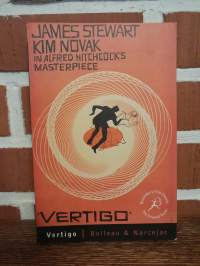 JAMES STEWART
KIM NOVAK
IN ALFRED HITCHCOCK'S
MASTERPIECE
'VERTIGO'
Vertigo | Boileau & Narcejac